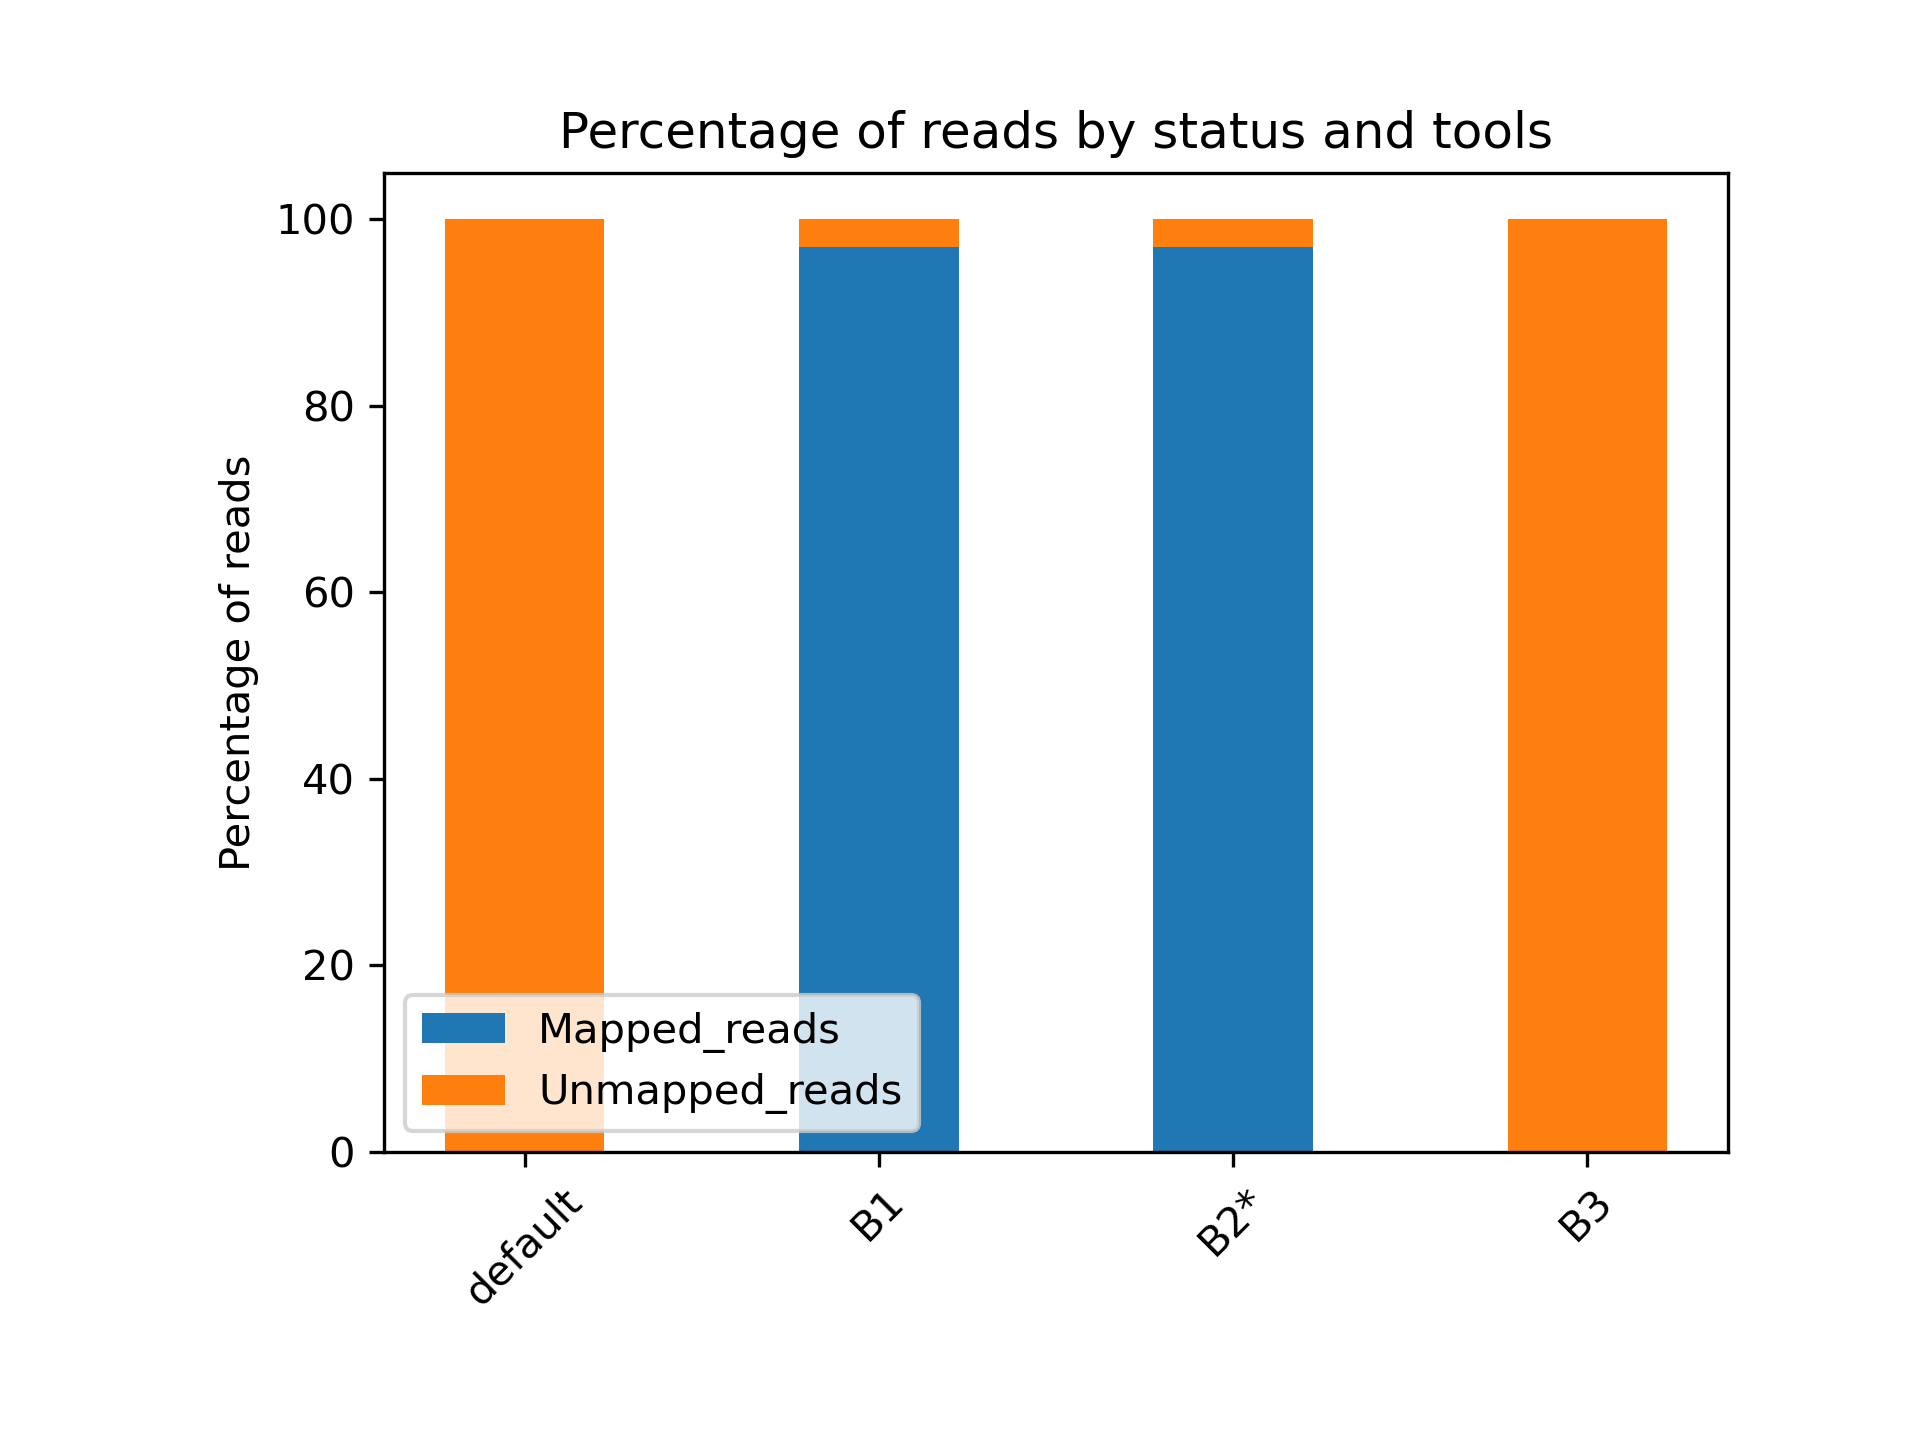 Percentage of reads by status and tools
Percentage of reads
100
80
60
40
20
0
Mapped_reads
Unmapped_reads
default
B1
B2*
B3